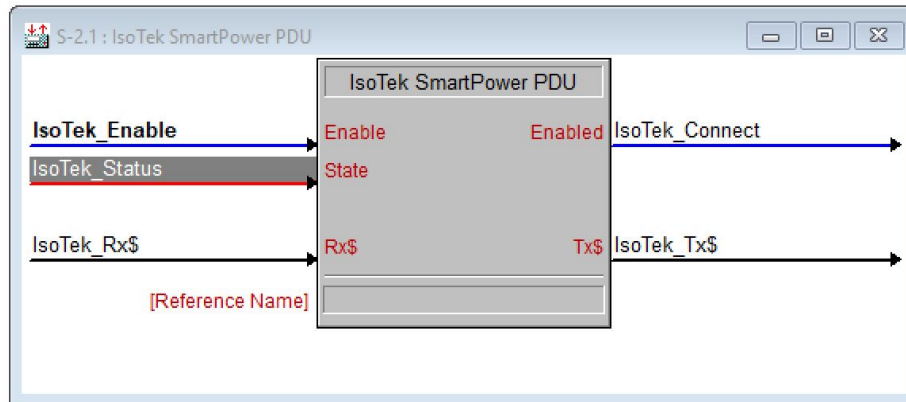 S-2.1 : IsoTek SmartPower PDU
IsoTek SmartPower PDU
IsoTek_Enable Enable Enabled IsoTek_Connect
IsoTek_Status State
IsoTek_Rx$ Rx$ Tx$ IsoTek_Tx$
[Reference Name]